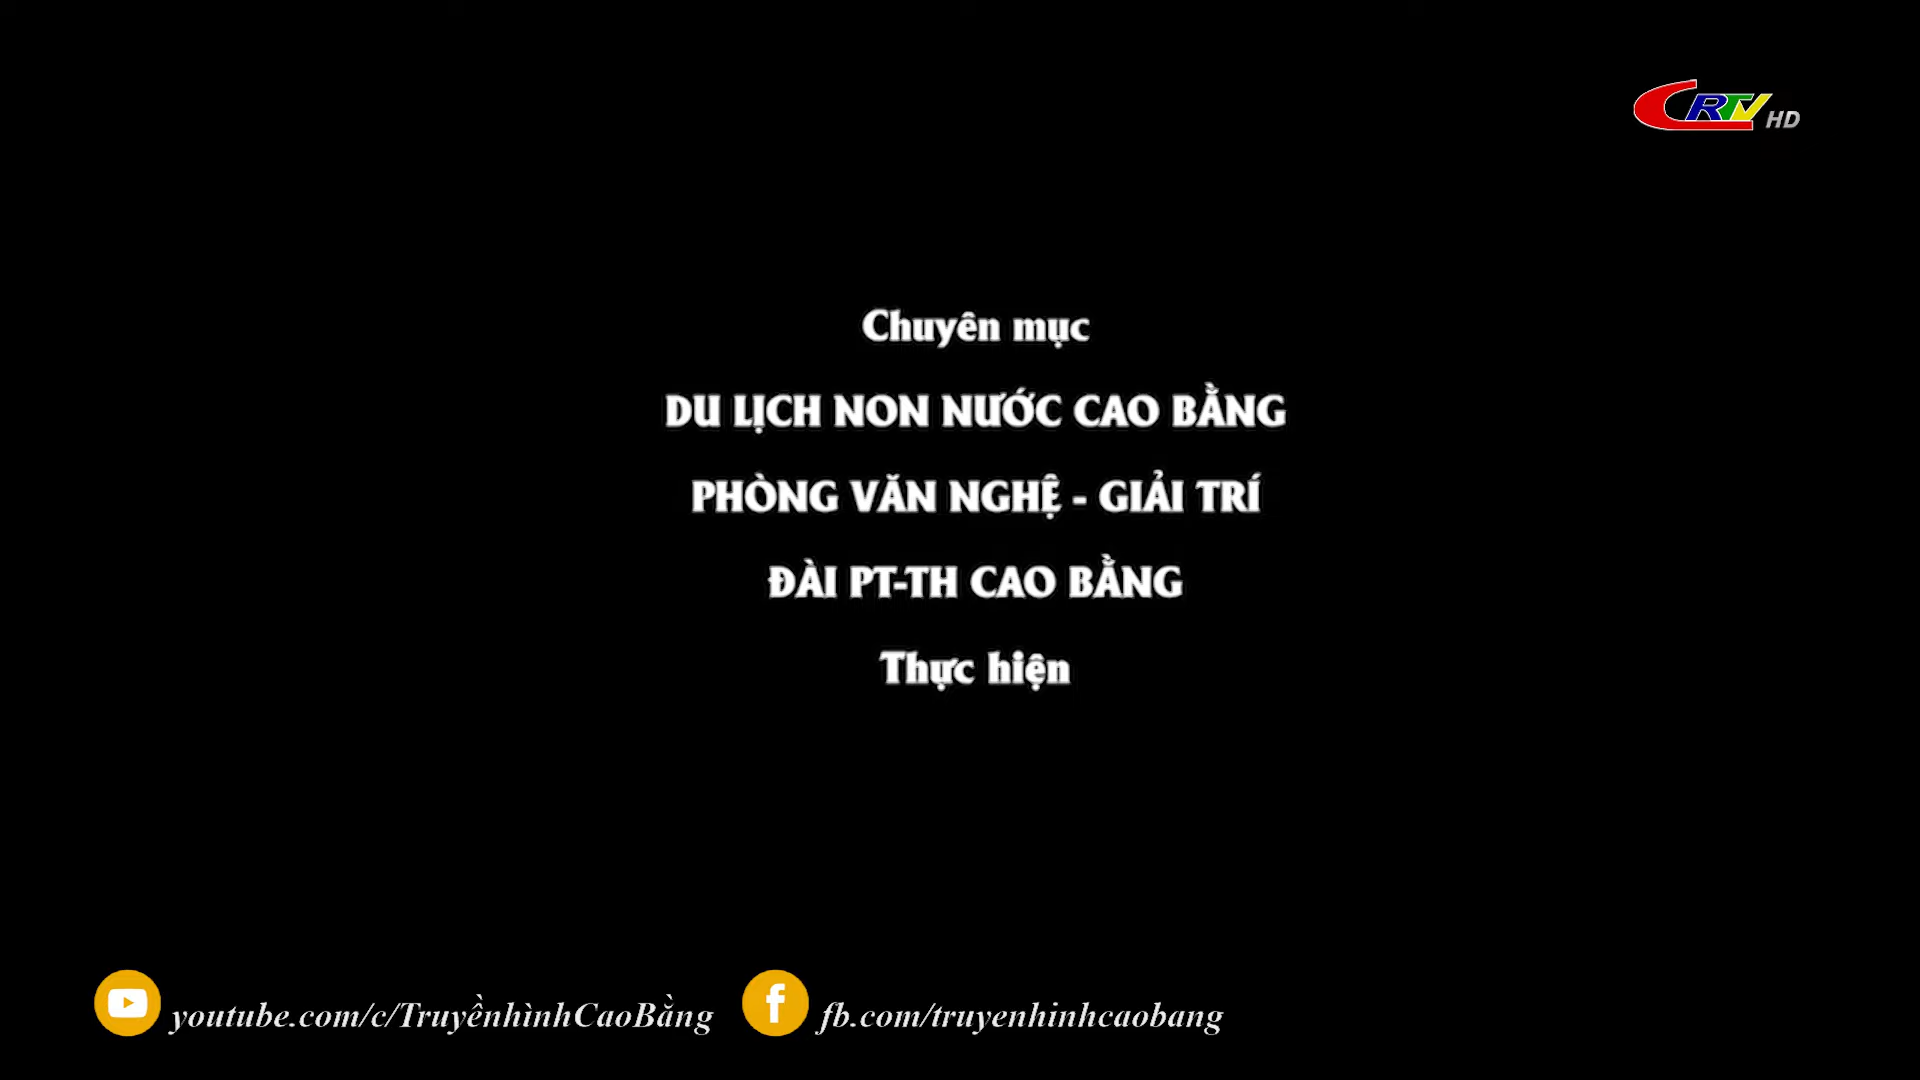 CRTV HD
Chuyên mục
DU LỊCH NON NƯỚC CAO BẰNG
PHÒNG VĂN NGHỆ - GIẢI TRÍ
ĐÀI PT-TH CAO BẰNG
Thực hiện
youtube.com/c/TruyềnhìnhCaoBằng fb.com/truyenhinhcaobang